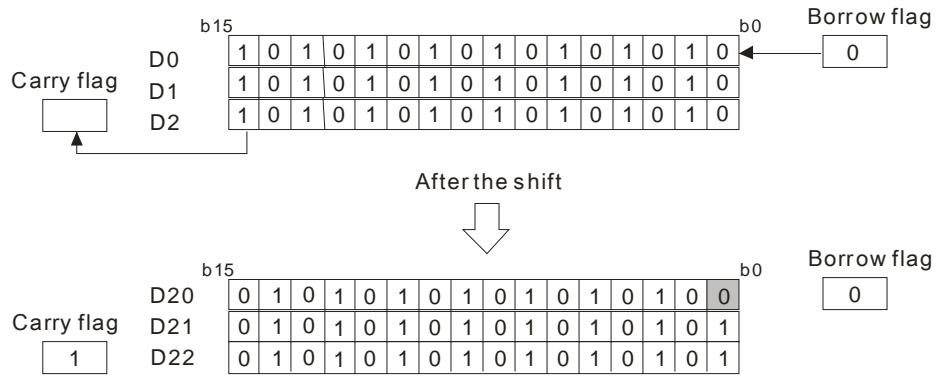 b15 b0 Borrow flag
D0 1 0 1 0 1 0 1 0 1 0 1 0 1 0 1 0 0
Carry flag D1 1 0 1 0 1 0 1 0 1 0 1 0 1 0 1 0
D2 1 0 1 0 1 0 1 0 1 0 1 0 1 0 1 0
After the shift
b15 b0 Borrow flag
D20 0 1 0 1 0 1 0 1 0 1 0 1 0 1 0 0 0
Carry flag D21 0 1 0 1 0 1 0 1 0 1 0 1 0 1 0 1
1 D22 0 1 0 1 0 1 0 1 0 1 0 1 0 1 0 1